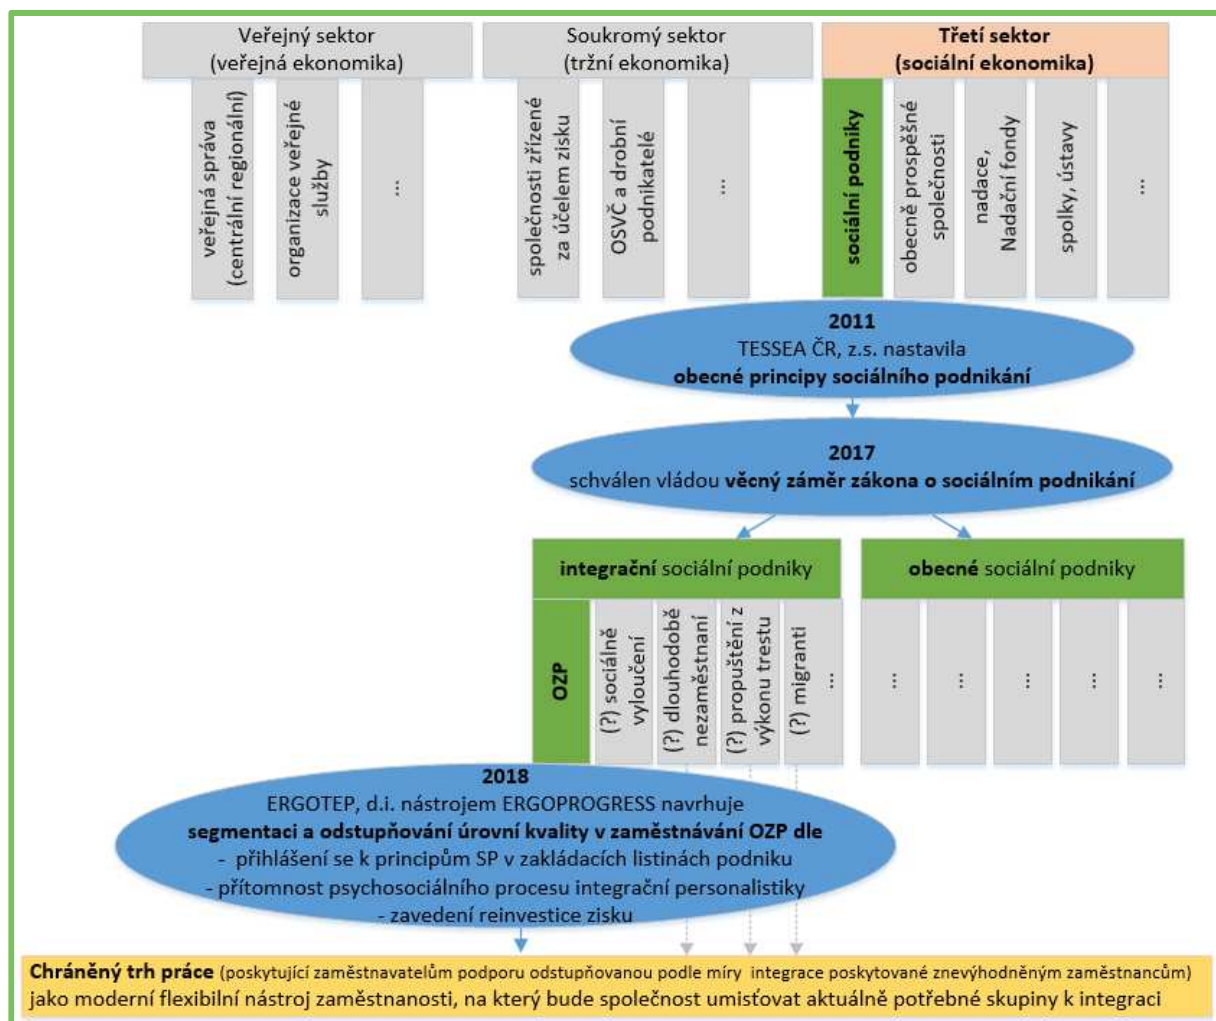 Veřejný sektor
(veřejná ekonomika)
Soukromý sektor
(tržní ekonomika)
Třetí sektor
(sociální ekonomika)
veřejná správa
(centrální regionální)
organizace veřejné
služby
...
společnosti zřízené
za účelem zisku
OSVČ a drobní
podnikatelé
...
sociální podniky
obecně prospěšné
společnosti
nadace,
Nadační fondy
spolky, ústavy
...
2011
TESSEA ČR, z.s. nastavila
obecné principy sociálního podnikání
2017
schválen vládou věcný záměr zákona o sociálním podnikání
integrační sociální podniky
obecné sociální podniky
OZP
(?) sociálně
vyloučení
(?) dlouhodobě
nezaměstnaní
(?) propuštění z
výkonu trestu
(?) migranti
...
...
...
...
...
...
2018
ERGOTEP, d.i. nástrojem ERGOPROGRESS navrhuje
segmentaci a odstupňování úrovní kvality v zaměstnávání OZP dle
- přihlášení se k principům SP v zakládacích listinách podniku
- přítomnost psychosociálního procesu integrační personalistiky
- zavedení reinvestice zisku
Chráněný trh práce (poskytující zaměstnavatelům podporu odstupňovanou podle míry integrace poskytované znevýhodněným zaměstnancům)
jako moderní flexibilní nástroj zaměstnanosti, na který bude společnost umisťovat aktuálně potřebné skupiny k integraci